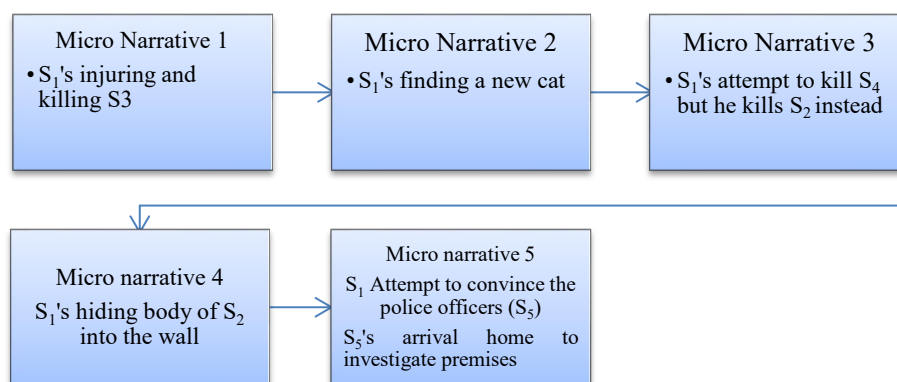 Micro Narrative 1
• S₁'s injuring and
killing S3
Micro Narrative 2
• S₁'s finding a new cat
Micro Narrative 3
• S₁'s attempt to kill S₄
but he kills S₂ instead
Micro narrative 4
S₁'s hiding body of S₂
into the wall
Micro narrative 5
S₁ Attempt to convince the
police officers (S₅)
S₅'s arrival home to
investigate premises